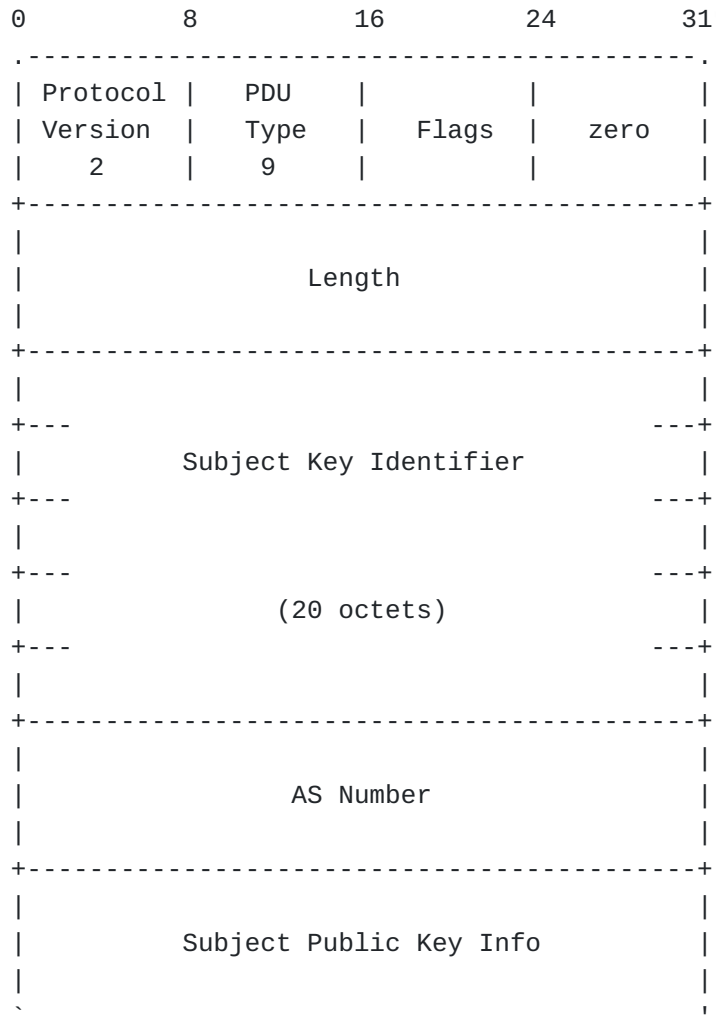 0          8          16         24        31
.-------------------------------------------.
| Protocol |   PDU    |          |          |
| Version  |   Type   |   Flags  |   zero   |
|    2     |    9     |          |          |
+-------------------------------------------+
|                                           |
|                  Length                   |
|                                           |
+-------------------------------------------+
|                                           |
+---                                     ---+
|          Subject Key Identifier           |
+---                                     ---+
|                                           |
+---                                     ---+
|                (20 octets)                |
+---                                     ---+
|                                           |
+-------------------------------------------+
|                                           |
|                 AS Number                 |
|                                           |
+-------------------------------------------+
|                                           |
|          Subject Public Key Info          |
|                                           |
`                                           '